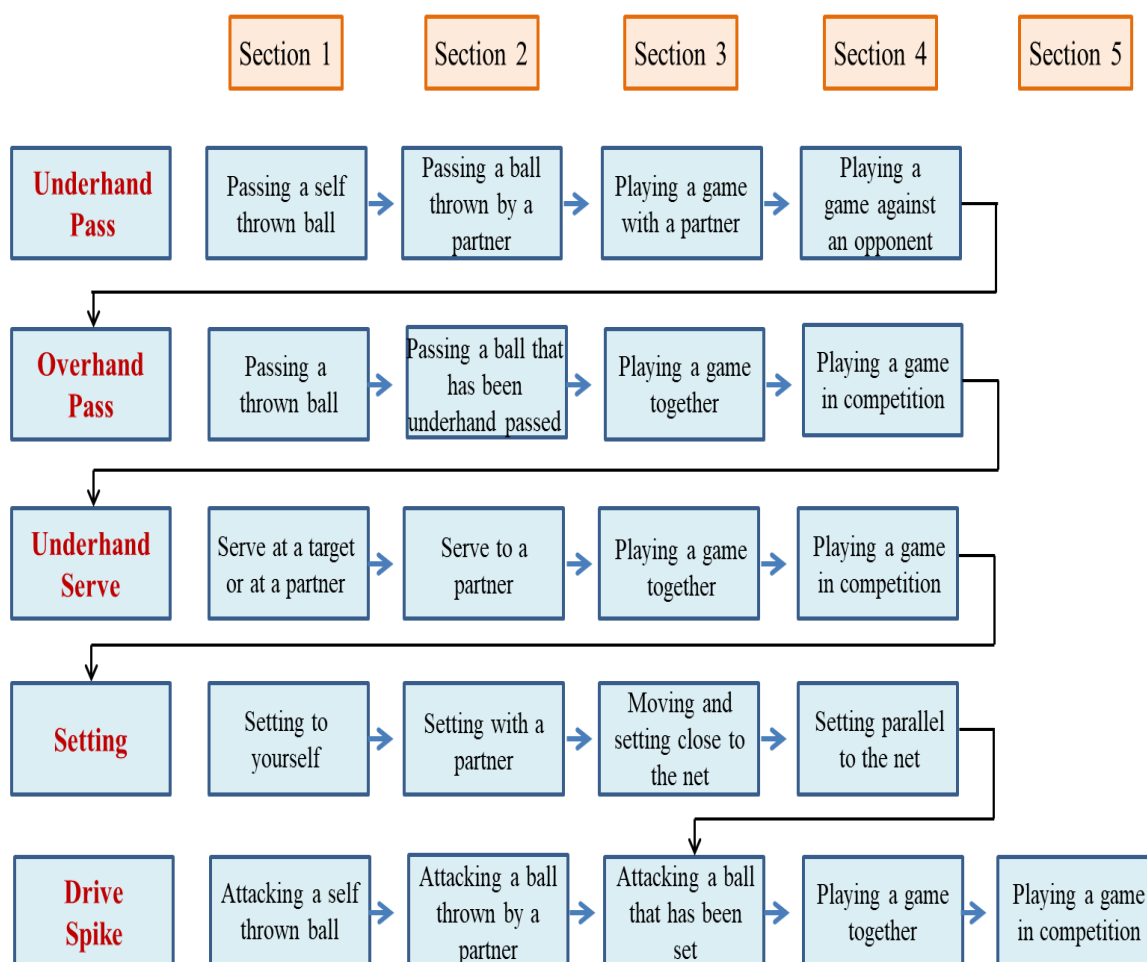 Section 1
Section 2
Section 3
Section 4
Section 5
Underhand
Pass
Passing a self
thrown ball
Passing a ball
thrown by a
partner
Playing a game
with a partner
Playing a
game against
an opponent
Overhand
Pass
Passing a
thrown ball
Passing a ball that
has been
underhand passed
Playing a game
together
Playing a game
in competition
Underhand
Serve
Serve at a target
or at a partner
Serve to a
partner
Playing a game
together
Playing a game
in competition
Setting
Setting to
yourself
Setting with a
partner
Moving and
setting close to
the net
Setting parallel
to the net
Drive
Spike
Attacking a self
thrown ball
Attacking a ball
thrown by a
partner
Attacking a ball
that has been
set
Playing a game
together
Playing a game
in competition